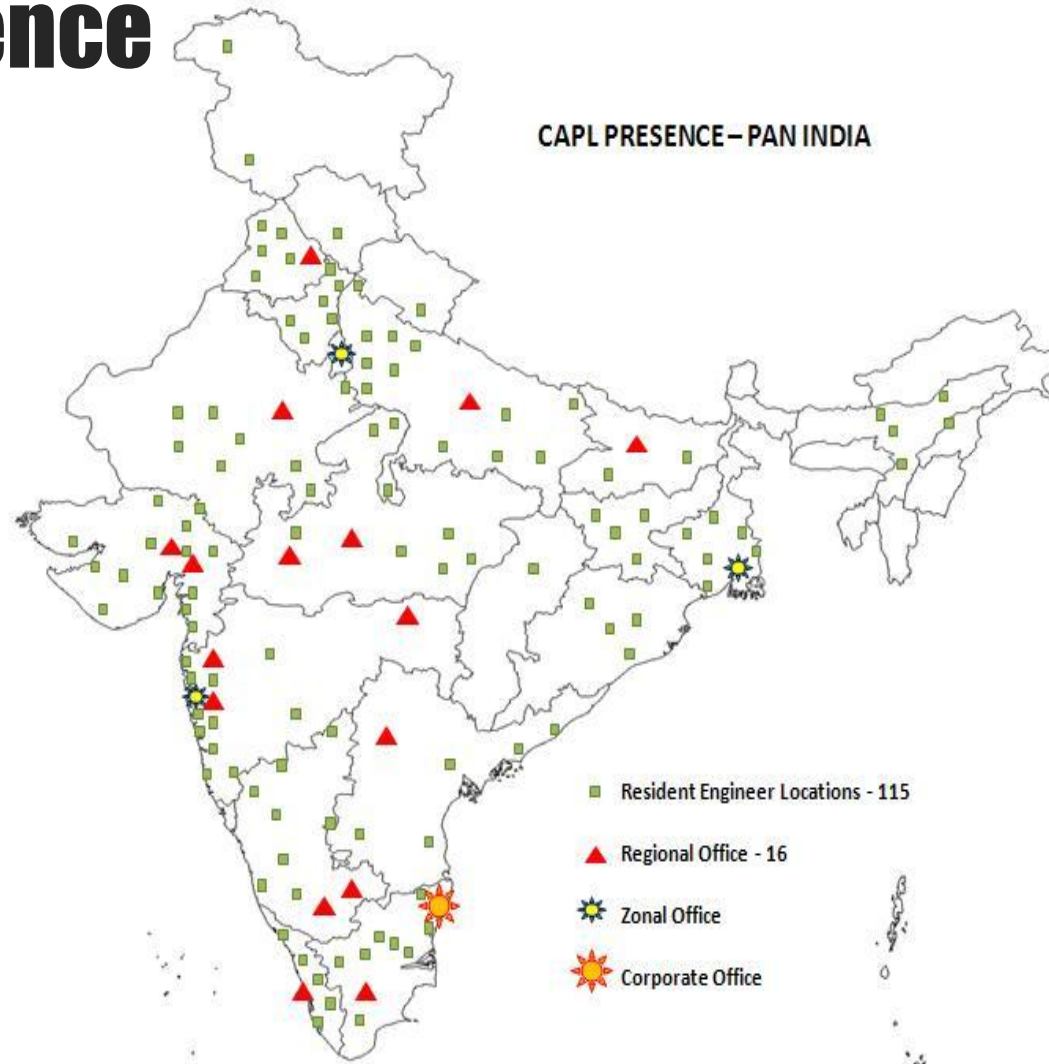 ence
CAPL PRESENCE – PAN INDIA
Resident Engineer Locations - 115
Regional Office - 16
Zonal Office
Corporate Office